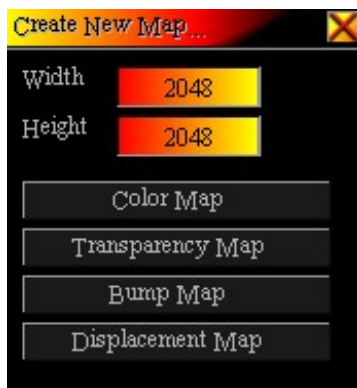 Create New Map...
Width 2048
Height 2048
Color Map
Transparency Map
Bump Map
Displacement Map